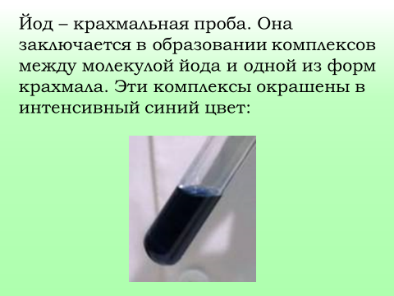 Йод – крахмальная проба. Она
заключается в образовании комплексов
между молекулой йода и одной из форм
крахмала. Эти комплексы окрашены в
интенсивный синий цвет: